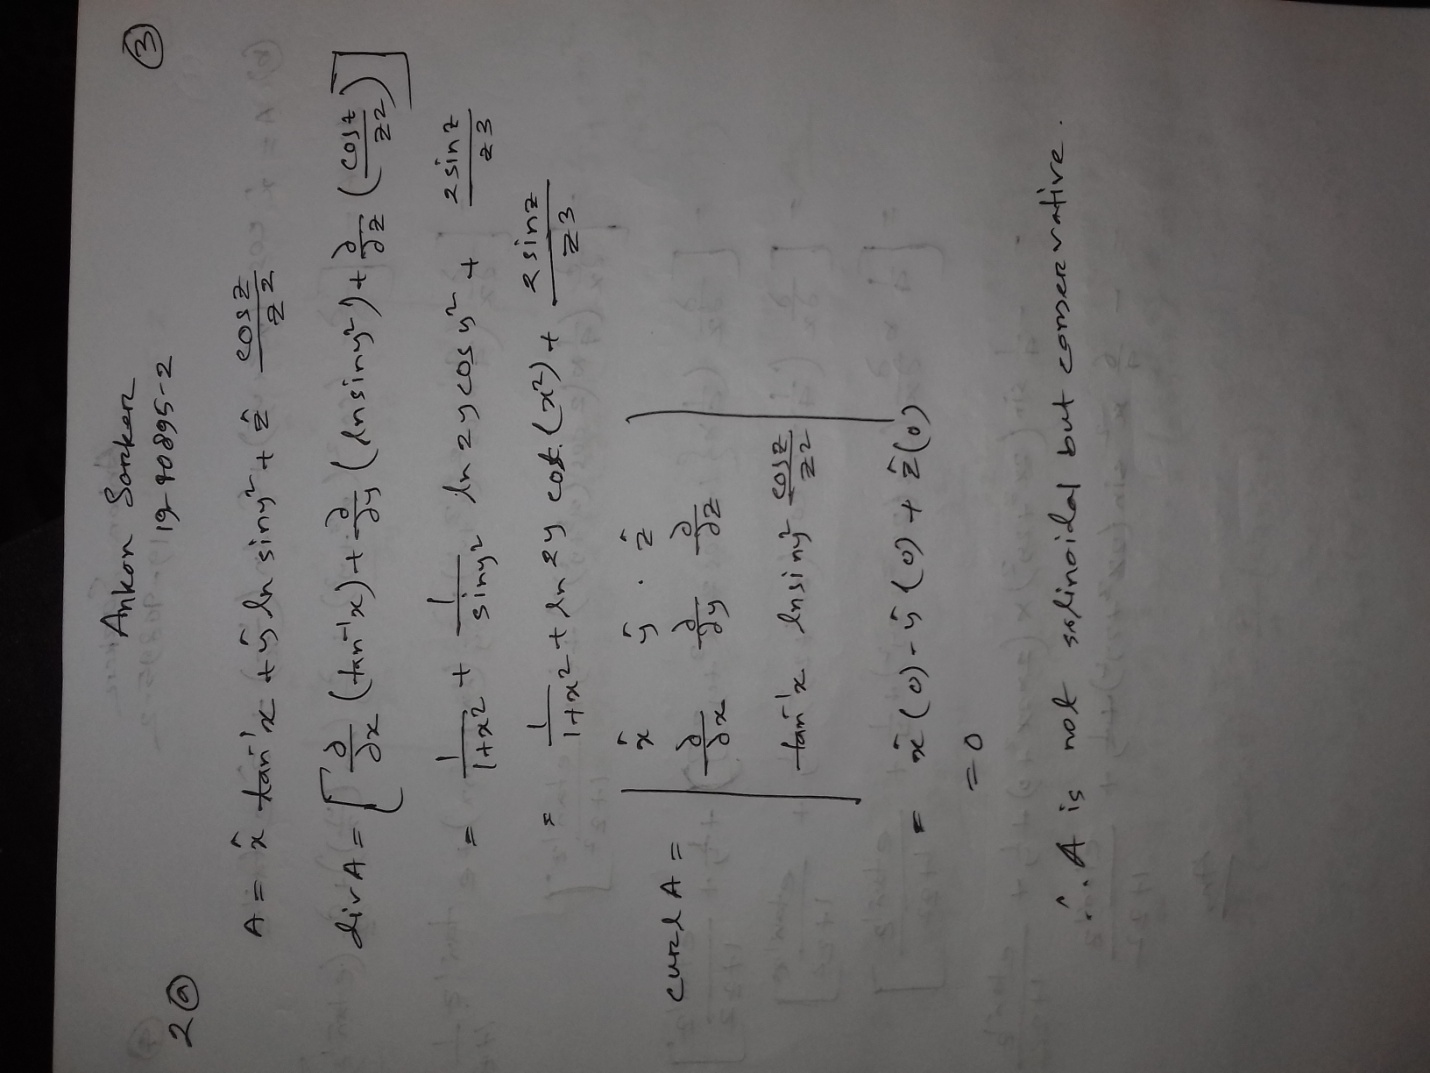 Ankon Sarker
19-40895-2
③
2 ⓐ
A = x̂ tan⁻¹x + ŷ ln siny² + ẑ cosz/z²
div A = [∂/∂x (tan⁻¹x) + ∂/∂y (ln siny²) + ∂/∂z (cosz/z²)]
= 1/1+x² + 1/siny² ln 2y cos y² + 2sinz/z3
= 1/1+x² + ln 2y cot (x²) + 2sinz/z3
curl A = | x̂ ŷ . ẑ
∂/∂x ∂/∂y ∂/∂z
tan⁻¹x lnsiny² cosz/z² |
= x̂ (0) - ŷ (0) + ẑ (0)
= 0
∴ A is not solinoidal but conservative.